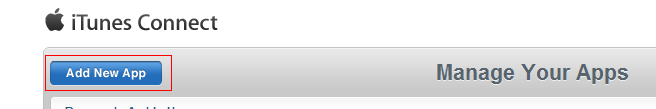 iTunes Connect
Add New App
Manage Your Apps